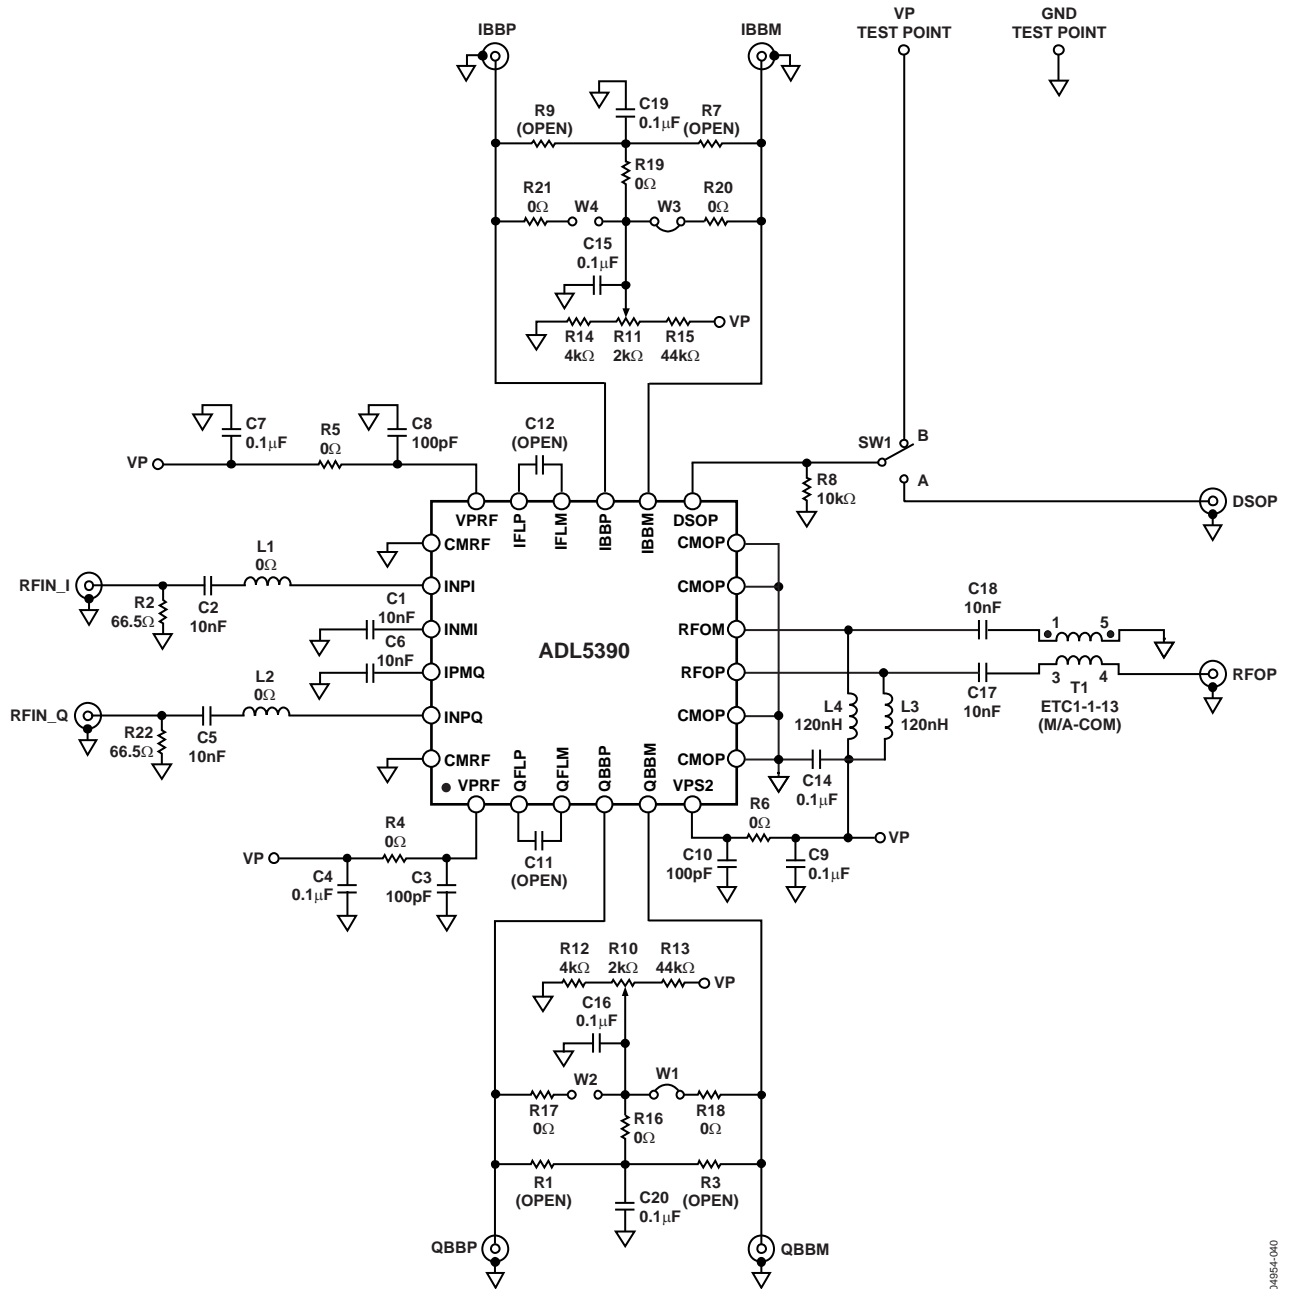 VP
TEST POINT
GND
TEST POINT
IBBP
IBBM
R9
(OPEN)
C19
0.1µF
R7
(OPEN)
R19
0Ω
R21
0Ω
W4
W3
R20
0Ω
C15
0.1µF
VP
R14
4kΩ
R11
2kΩ
R15
44kΩ
C7
0.1µF
R5
0Ω
C8
100pF
C12
(OPEN)
VP
SW1
B
A
R8
10kΩ
DSOP
VPRF
IFLP
IFLM
IBBP
IBBM
DSOP
CMRF
CMOP
L1
0Ω
RFIN_I
INPI
CMOP
R2
66.5Ω
C2
10nF
C1
10nF
INMI
RFOM
C18
10nF
1
5
ADL5390
C6
10nF
IPMQ
RFOP
3
4
RFOP
L2
0Ω
C17
10nF
T1
ETC1-1-13
(M/A-COM)
L4
120nH
L3
120nH
RFIN_Q
INPQ
CMOP
R22
66.5Ω
C5
10nF
CMRF
CMOP
C14
0.1µF
VPRF
QFLP
QFLM
QBBP
QBBM
VPS2
R6
0Ω
VP
R4
0Ω
VP
C11
(OPEN)
C10
100pF
C9
0.1µF
C4
0.1µF
C3
100pF
R12
4kΩ
R10
2kΩ
R13
44kΩ
VP
C16
0.1µF
W2
W1
R17
0Ω
R16
0Ω
R18
0Ω
R1
(OPEN)
C20
0.1µF
R3
(OPEN)
QBBP
QBBM
04954-040